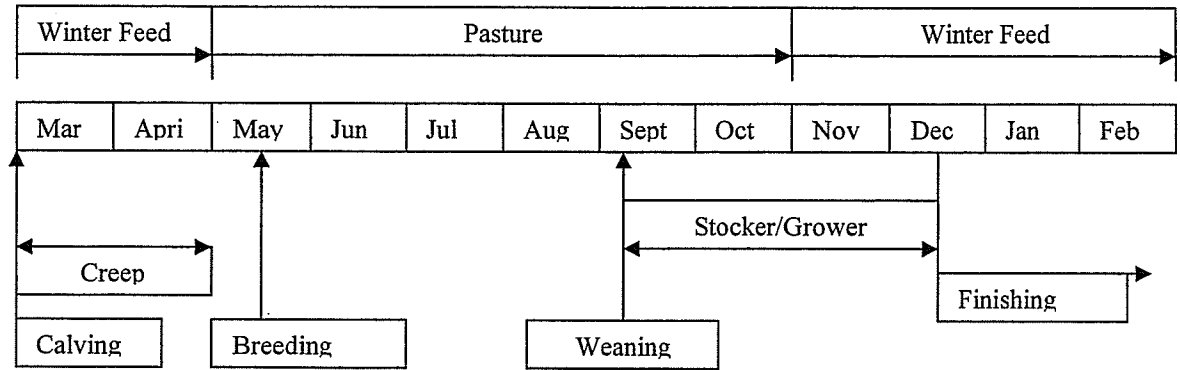 Winter Feed Pasture Winter Feed
Mar Apri May Jun Jul Aug Sept Oct Nov Dec Jan Feb
Stocker/Grower
Creep
Finishing
Calving Breeding Weaning